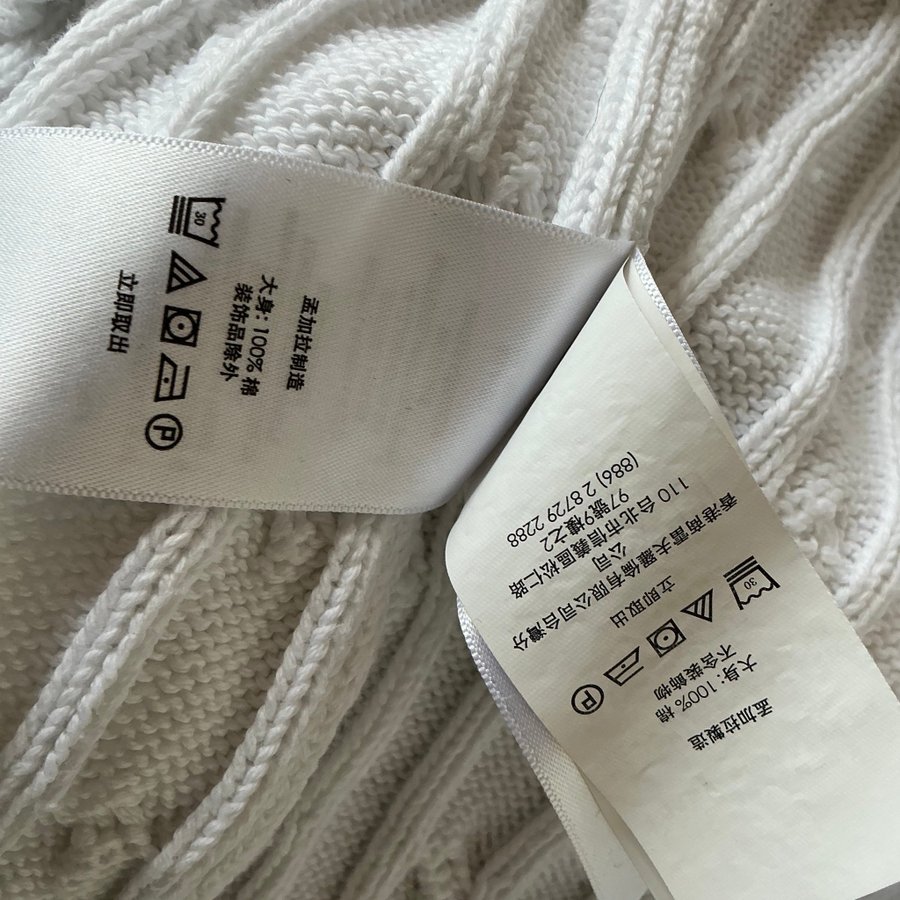 孟加拉制造
大身: 100% 棉
装饰品除外
30
P
立即取出
孟加拉製造
大身: 100% 棉
不含裝飾物
30
P
立即取出
香港商雷夫羅倫有限公司台灣分
公司
110 台北市信義區松仁路
97號9樓之2
(886) 2 8729 2288